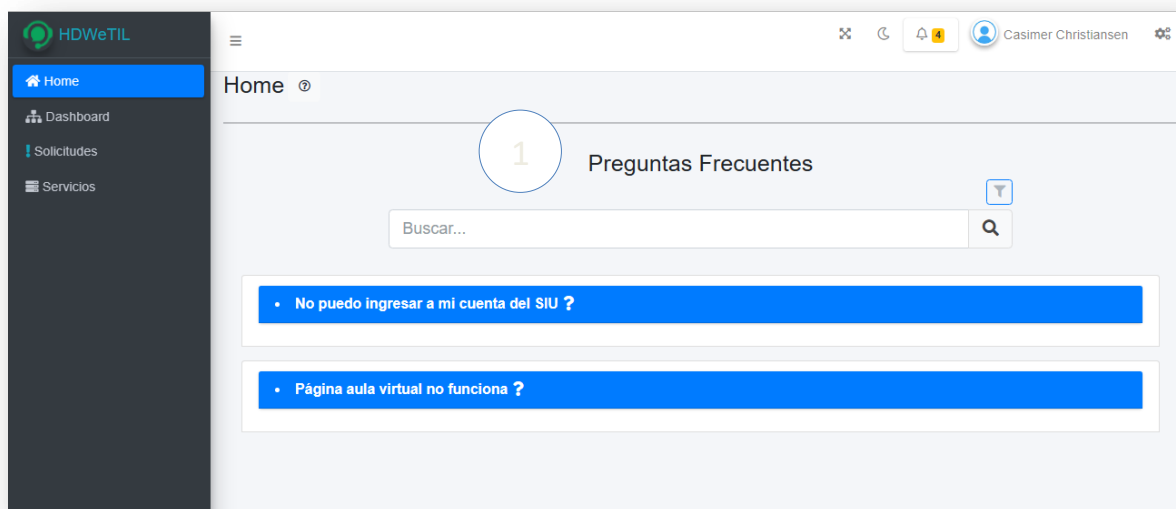 HDWeTIL
4
Casimer Christiansen
Home
Home
Dashboard
Solicitudes
Servicios
1
Preguntas Frecuentes
Buscar...
• No puedo ingresar a mi cuenta del SIU ?
• Página aula virtual no funciona ?